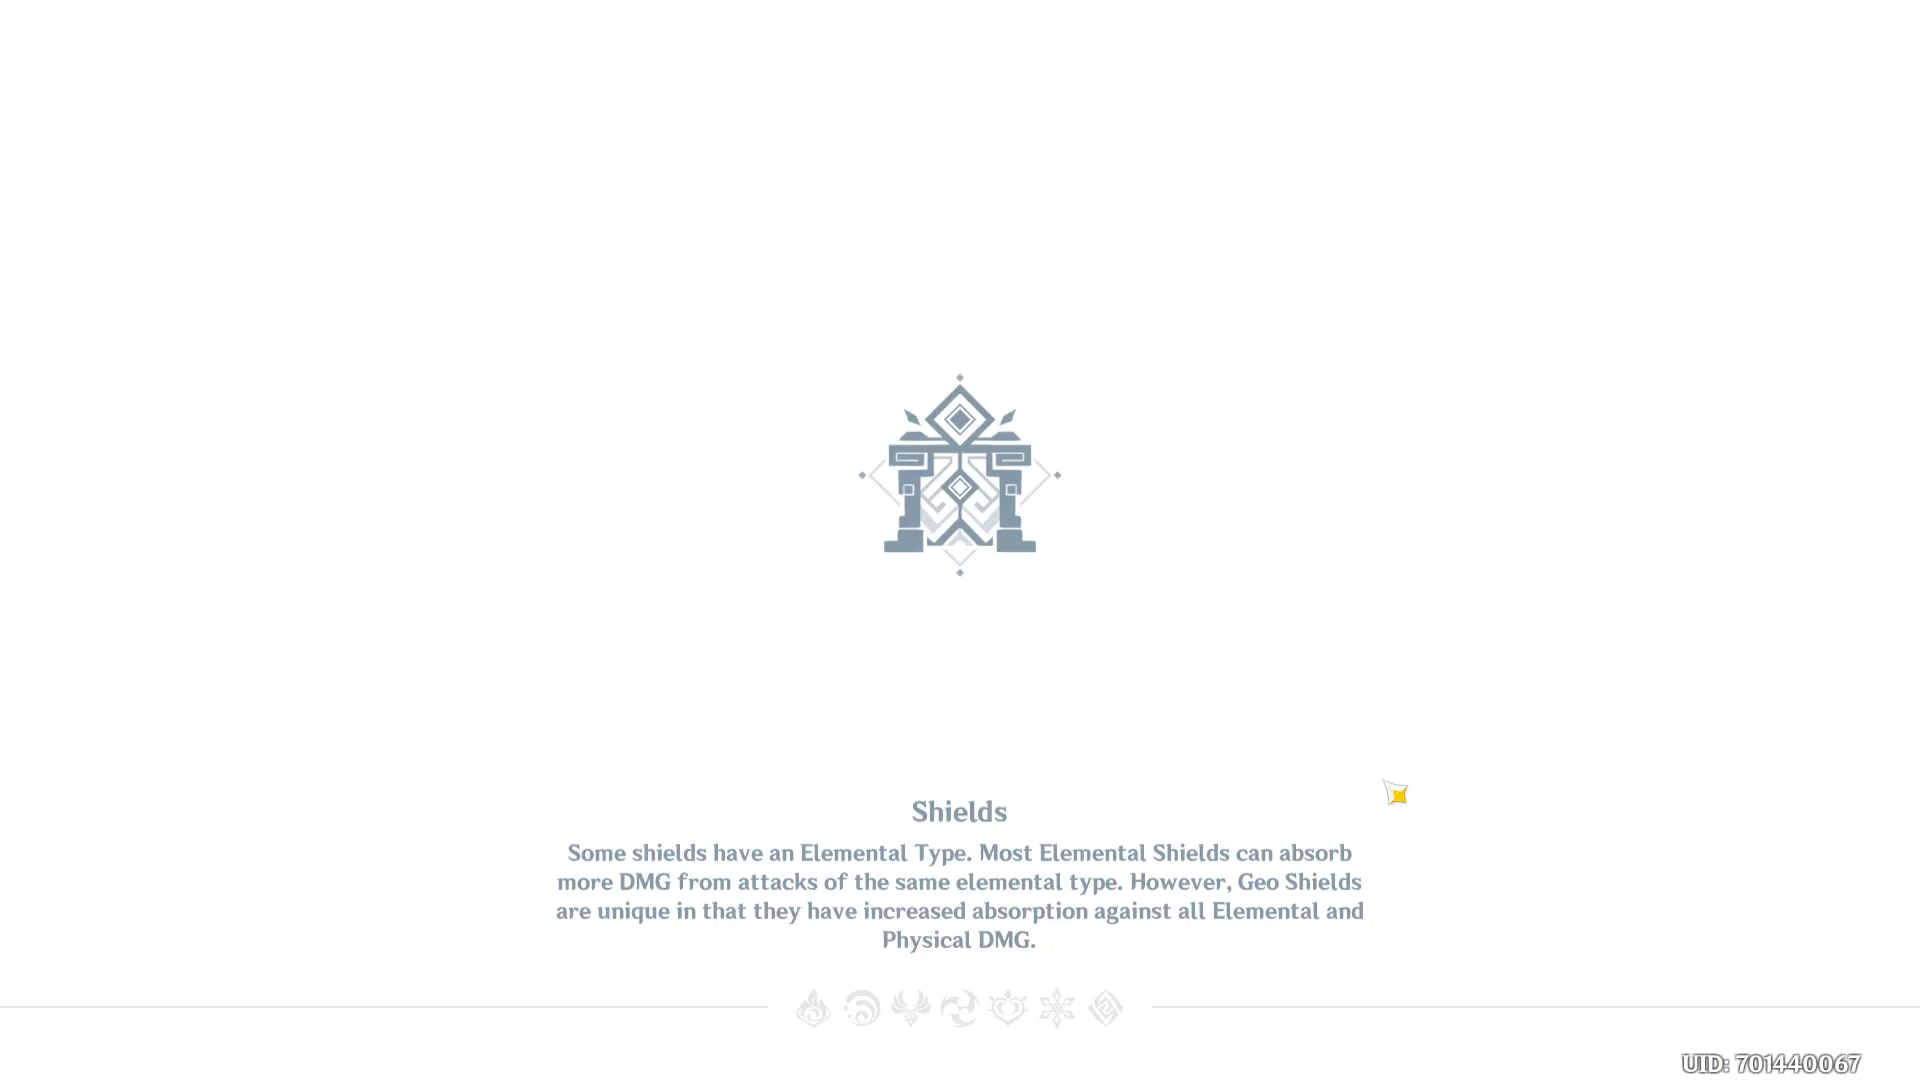 Shields
Some shields have an Elemental Type. Most Elemental Shields can absorb
more DMG from attacks of the same elemental type. However, Geo Shields
are unique in that they have increased absorption against all Elemental and
Physical DMG.
UID: 701440067